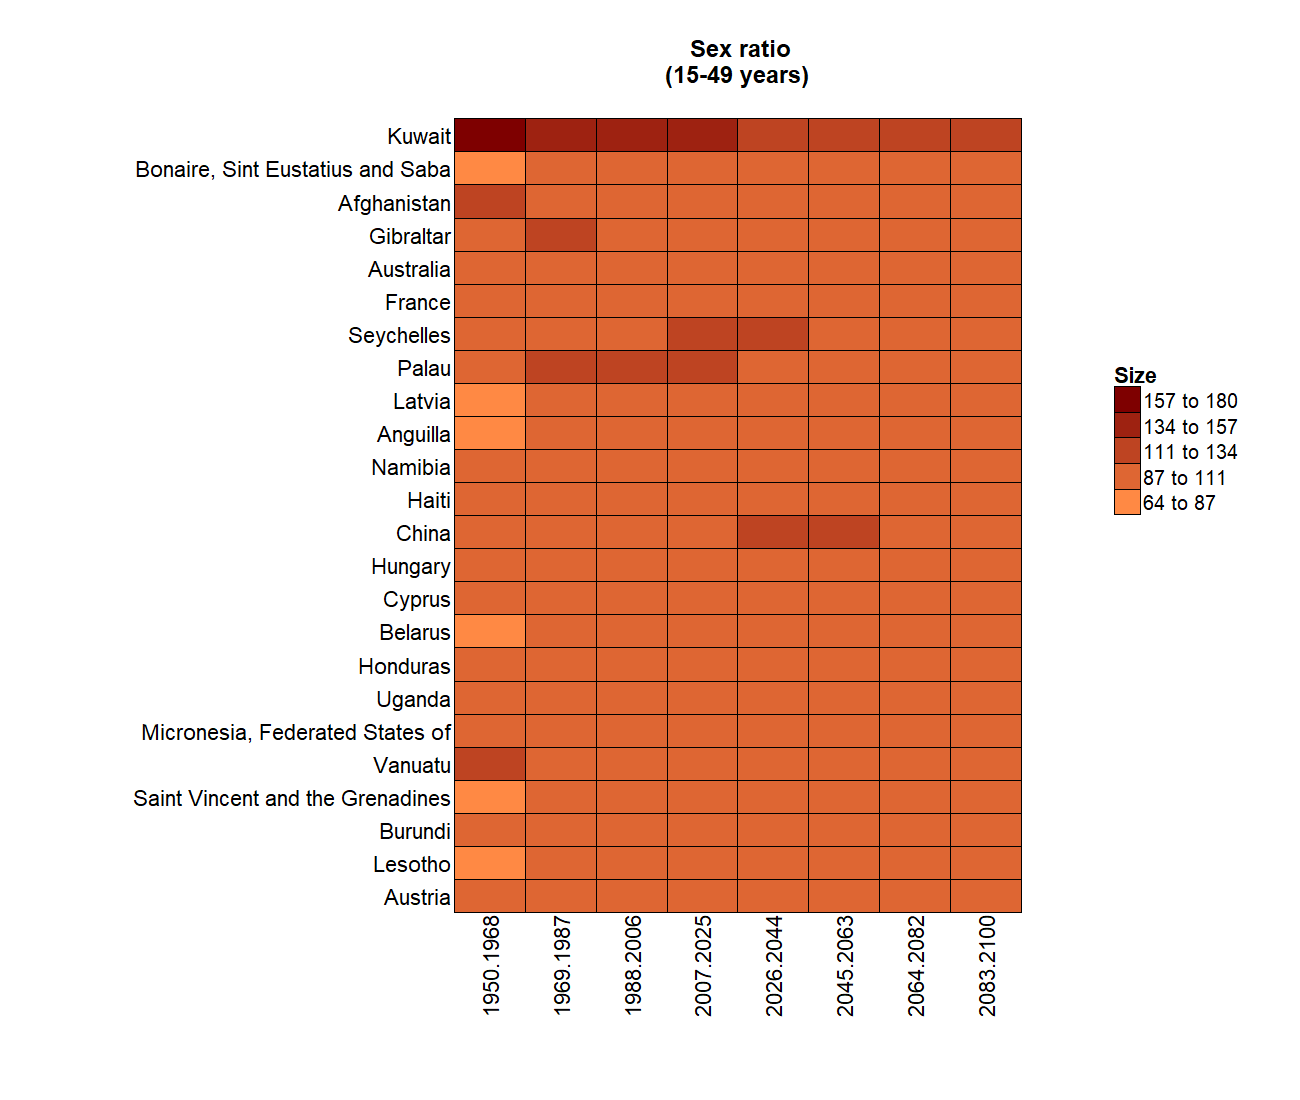 Sex ratio
(15-49 years)
Kuwait
Bonaire, Sint Eustatius and Saba
Afghanistan
Gibraltar
Australia
France
Seychelles
Palau
Latvia
Anguilla
Namibia
Haiti
China
Hungary
Cyprus
Belarus
Honduras
Uganda
Micronesia, Federated States of
Vanuatu
Saint Vincent and the Grenadines
Burundi
Lesotho
Austria
1950.1968
1969.1987
1988.2006
2007.2025
2026.2044
2045.2063
2064.2082
2083.2100
Size
157 to 180
134 to 157
111 to 134
87 to 111
64 to 87